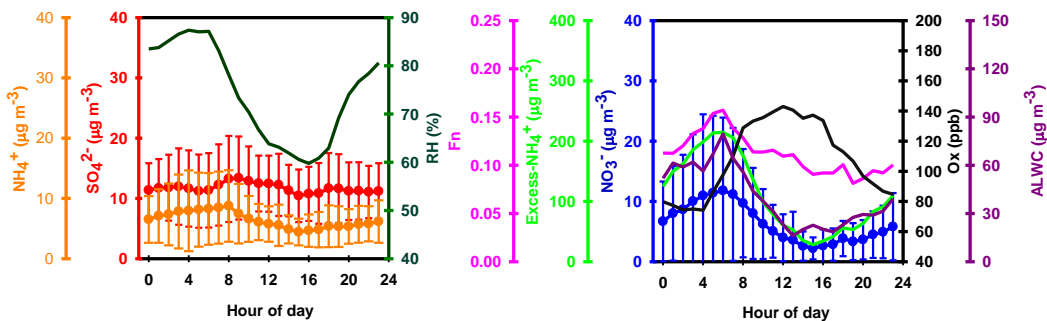 40 40 90 0.25 400 40 200 150
30 30 80 0.20 300 30 180 120
70 160
20 20 0.15 200 20 140 90
60 0.10 120 60
10 10 50 0.05 100 10 100 30
0 0 40 0.00 0 0 80 0
60
40
NH4+ (µg m-3)
SO42- (µg m-3)
RH (%)
Fn
Excess-NH4+ (µg m-3)
NO3- (µg m-3)
Ox (ppb)
ALWC (µg m-3)
0 4 8 12 16 20 24
0 4 8 12 16 20 24
Hour of day
Hour of day